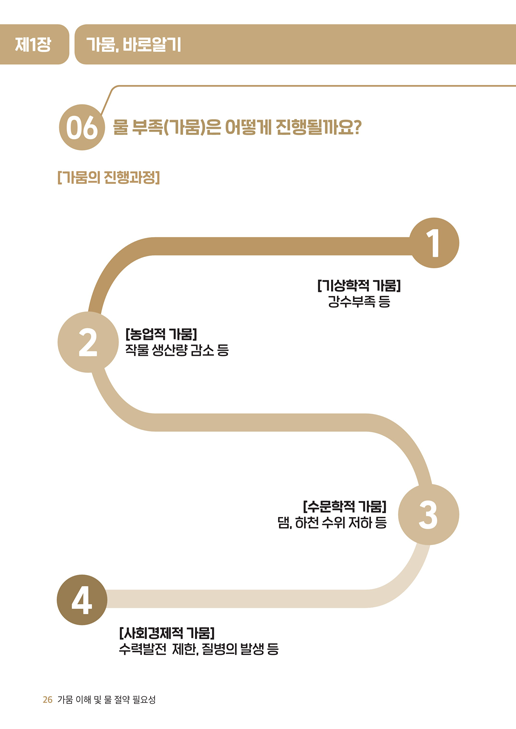 제1장
가뭄, 바로알기
06 물 부족(가뭄)은 어떻게 진행될까요?
[가뭄의 진행과정]
1
[기상학적 가뭄]
강수부족 등
2
[농업적 가뭄]
작물 생산량 감소 등
3
[수문학적 가뭄]
댐, 하천 수위 저하 등
4
[사회경제적 가뭄]
수력발전 제한, 질병의 발생 등
26 가뭄 이해 및 물 절약 필요성